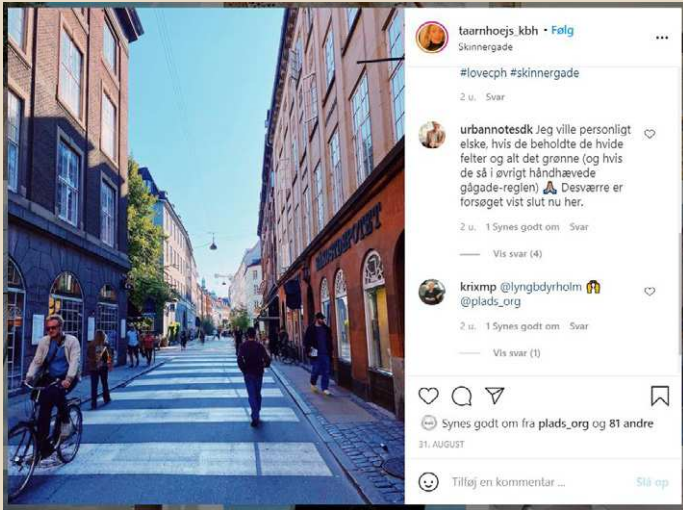 taarnhoejs_kbh • Følg
Skinnergade
#lovecph #skinnergade
2 u. Svar
urbannotesdk Jeg ville personligt
elske, hvis de beholdte de hvide
felter og alt det grønne (og hvis
de så i øvrigt håndhævede
gågade-reglen) 🙏 Desværre er
forsøget vist slut nu her.
2 u. 1 Synes godt om Svar
Vis svar (4)
krixmp @lyngbdyrholm 🙌
@plads_org
2 u. 1 Synes godt om Svar
Vis svar (1)
Synes godt om fra plads_org og 81 andre
31. AUGUST
Tilføj en kommentar ...
Slå op